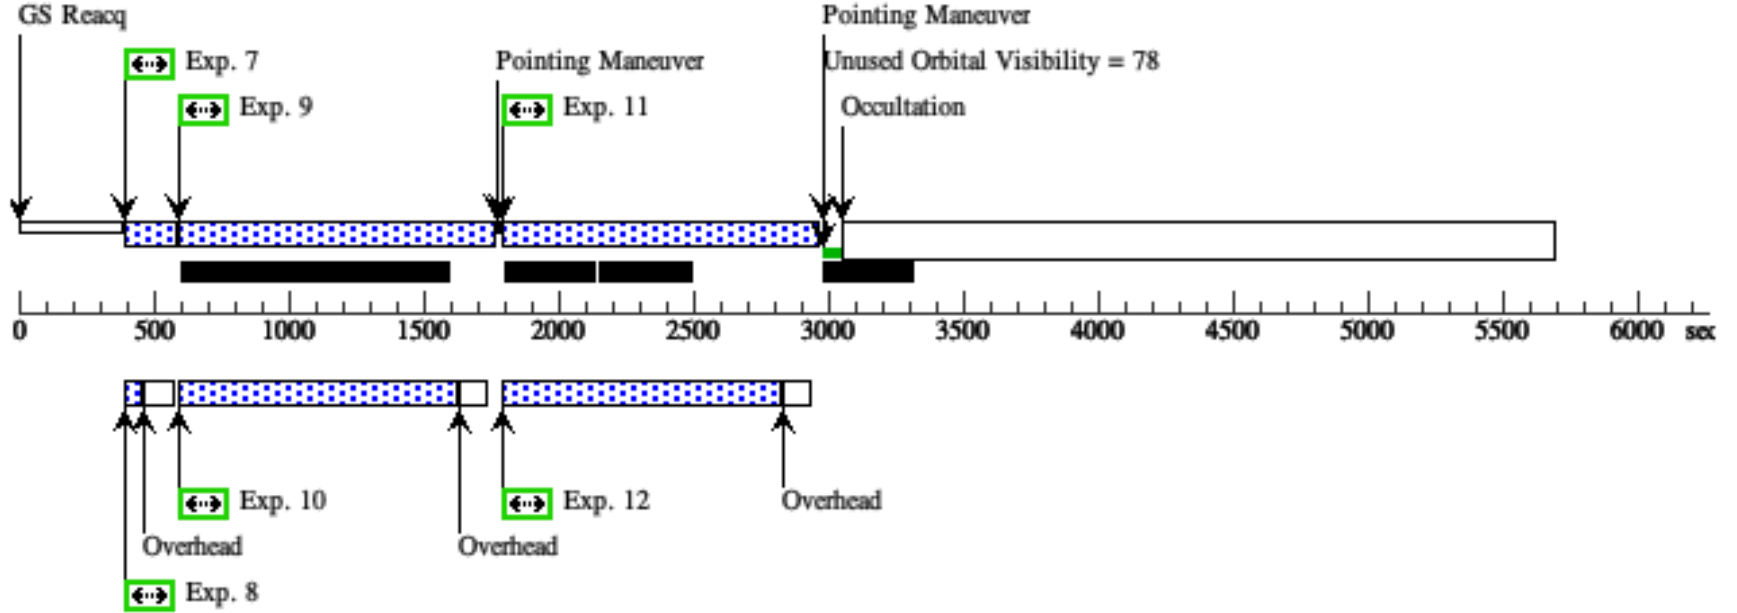 GS Reacq
Pointing Maneuver
Exp. 7
Pointing Maneuver
Unused Orbital Visibility = 78
Exp. 9
Exp. 11
Occultation
0 500 1000 1500 2000 2500 3000 3500 4000 4500 5000 5500 6000 sec
Exp. 10
Exp. 12
Overhead
Overhead
Overhead
Exp. 8